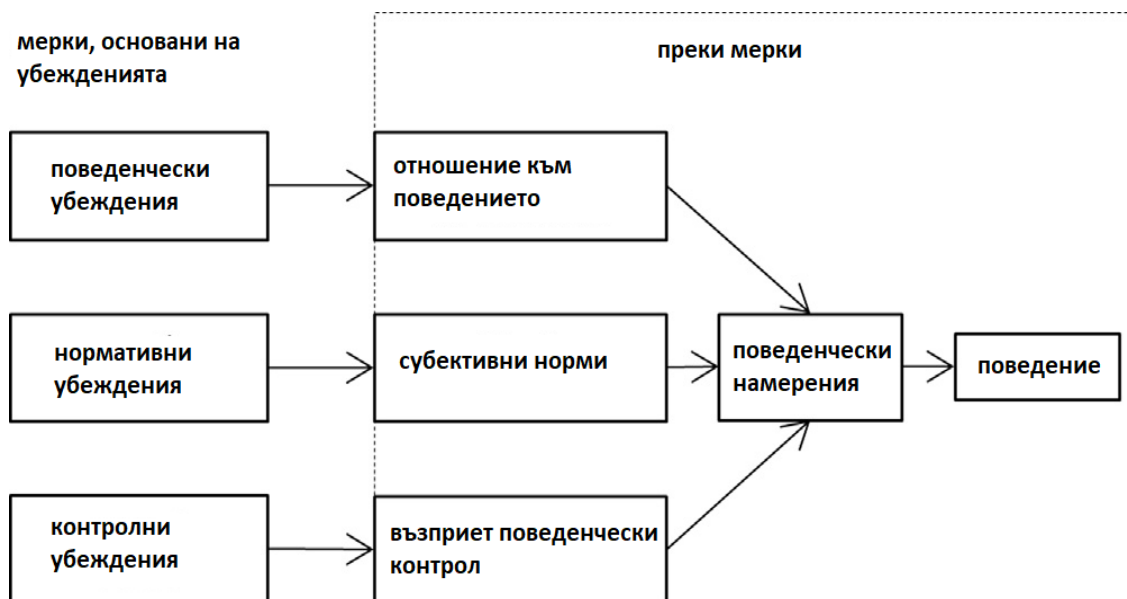 мерки, основани на
убежденията
преки мерки
поведенчески
убеждения
отношение към
поведението
нормативни
убеждения
субективни норми
поведенчески
намерения
поведение
контролни
убеждения
възприет поведенчески
контрол